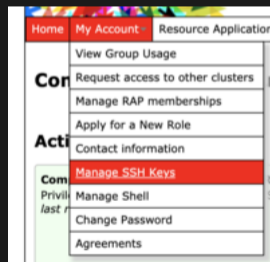 Home My Account Resource Application
View Group Usage
Con Request access to other clusters
Manage RAP memberships
Apply for a New Role
Acti Contact information
Com Manage SSH Keys
Privil Manage Shell
last r Change Password
Agreements